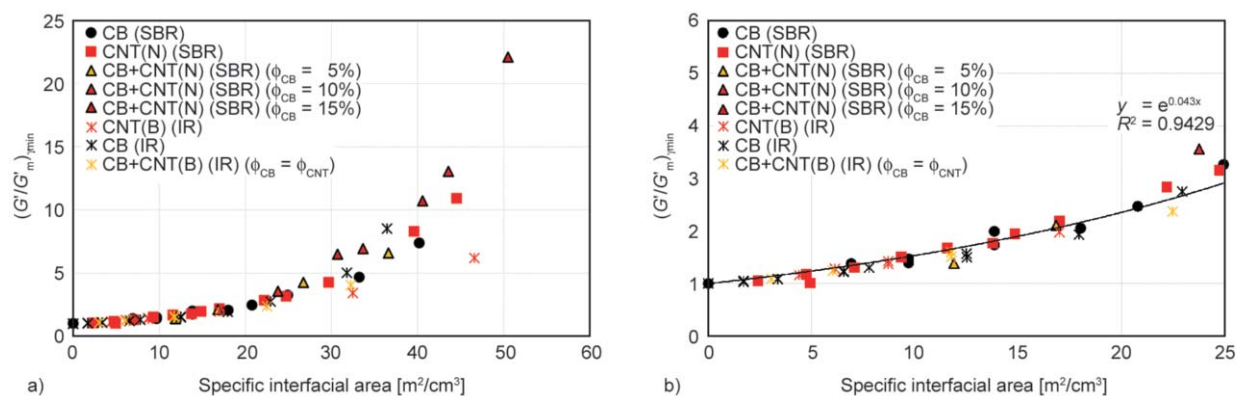 25
20
15
10
5
0
(G'/G'm)γmin
CB (SBR)
CNT(N) (SBR)
CB+CNT(N) (SBR) (ϕCB = 5%)
CB+CNT(N) (SBR) (ϕCB = 10%)
CB+CNT(N) (SBR) (ϕCB = 15%)
CNT(B) (IR)
CB (IR)
CB+CNT(B) (IR) (ϕCB = ϕCNT)
0 10 20 30 40 50 60
a) Specific interfacial area [m²/cm³]
6
5
4
3
2
1
0
(G'/G'm)γmin
CB (SBR)
CNT(N) (SBR)
CB+CNT(N) (SBR) (ϕCB = 5%)
CB+CNT(N) (SBR) (ϕCB = 10%)
CB+CNT(N) (SBR) (ϕCB = 15%)
CNT(B) (IR)
CB (IR)
CB+CNT(B) (IR) (ϕCB = ϕCNT)
y = e^0.043x
R² = 0.9429
0 5 10 15 20 25
b) Specific interfacial area [m²/cm³]